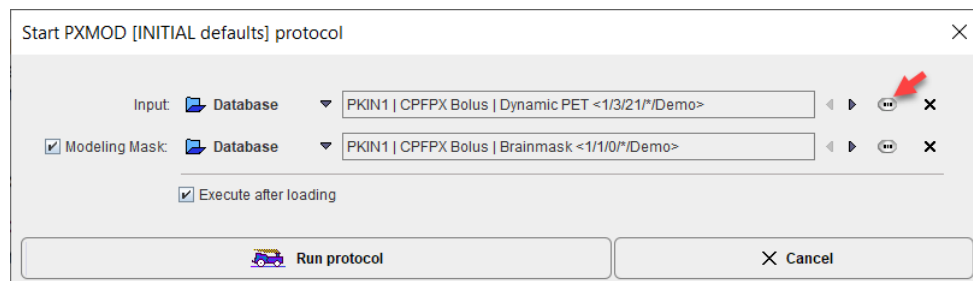 Start PXMOD [INITIAL defaults] protocol
Input: Database PKIN1 | CPFPX Bolus | Dynamic PET <1/3/21/*/Demo>
Modeling Mask: Database PKIN1 | CPFPX Bolus | Brainmask <1/1/0/*/Demo>
Execute after loading
Run protocol Cancel